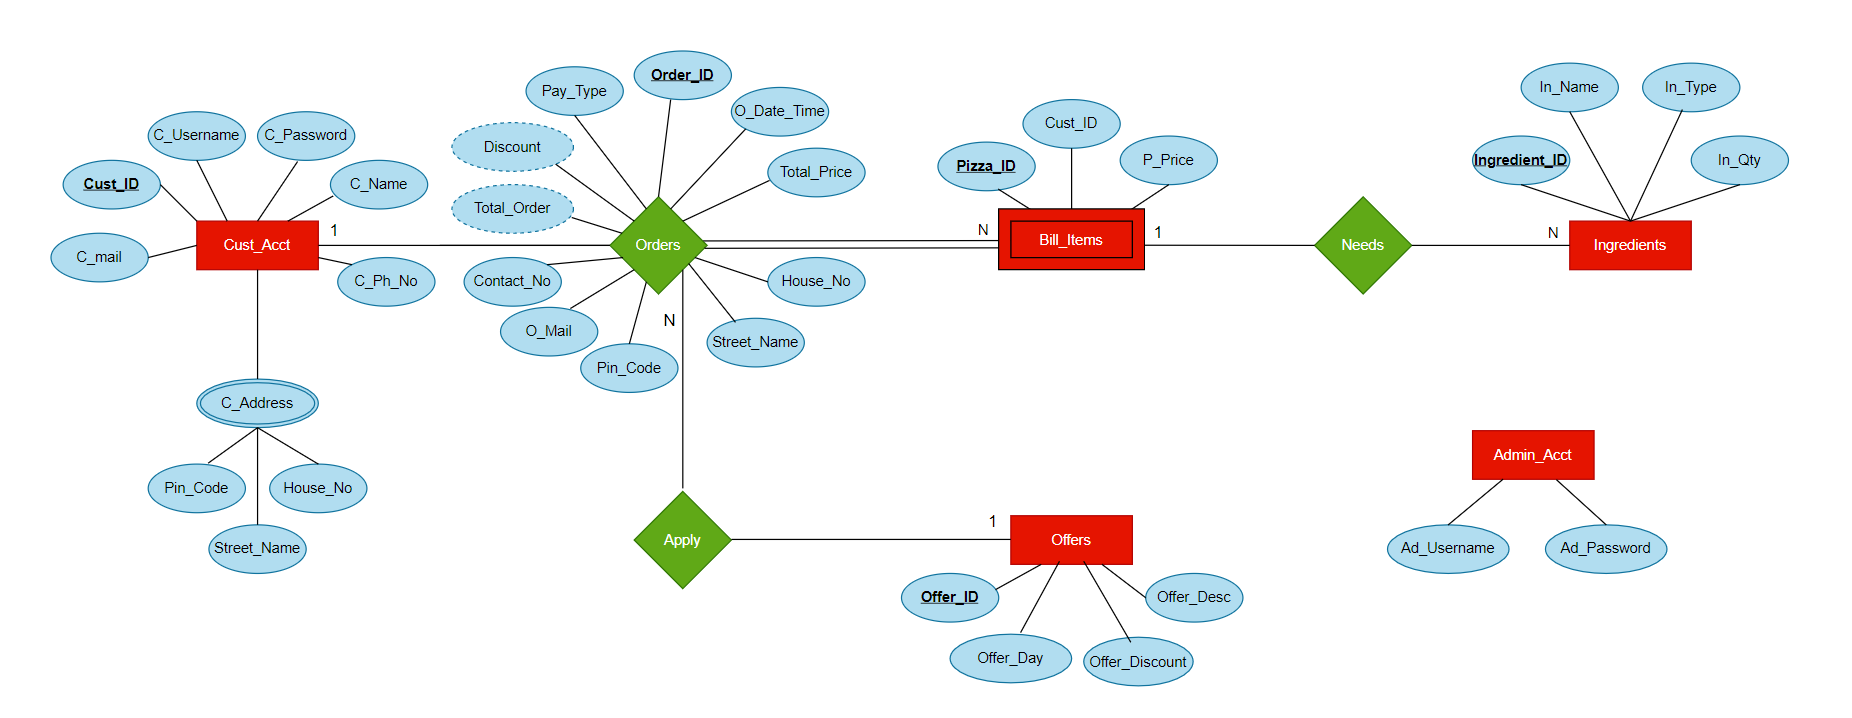 Order_ID
Pay_Type
O_Date_Time
Discount
Total_Price
Total_Order
C_Username
C_Password
Cust_ID
C_Name
Cust_Acct
C_mail
C_Ph_No
1
Orders
N
Contact_No
O_Mail
Pin_Code
Street_Name
House_No
N
Cust_ID
Pizza_ID
P_Price
Bill_Items
1
Needs
N
In_Name
In_Type
Ingredient_ID
In_Qty
Ingredients
C_Address
Pin_Code
House_No
Street_Name
Apply
1
Offers
Offer_ID
Offer_Desc
Offer_Day
Offer_Discount
Admin_Acct
Ad_Username
Ad_Password